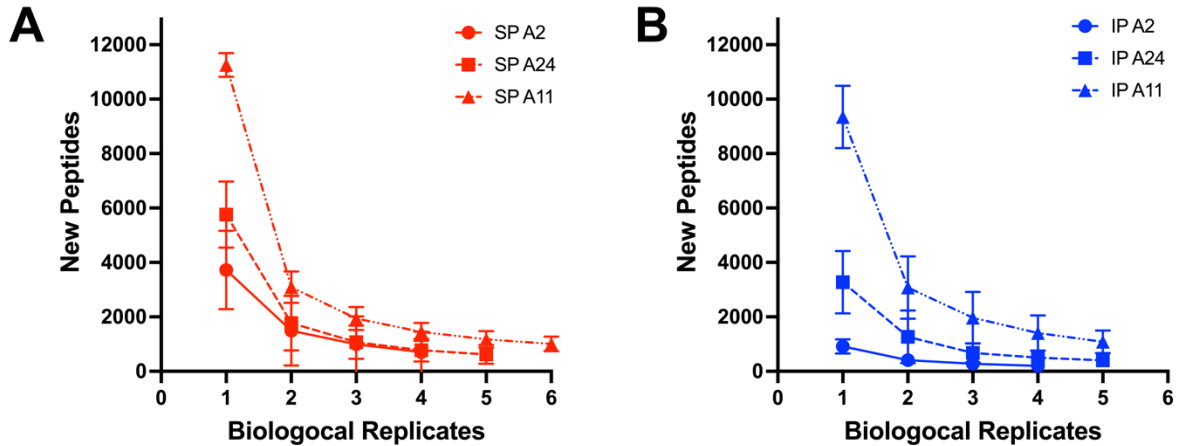 A
SP A2
SP A24
SP A11
New Peptides
12000
10000
8000
6000
4000
2000
0
0 1 2 3 4 5 6
Biologocal Replicates
B
IP A2
IP A24
IP A11
New Peptides
12000
10000
8000
6000
4000
2000
0
0 1 2 3 4 5 6
Biologocal Replicates